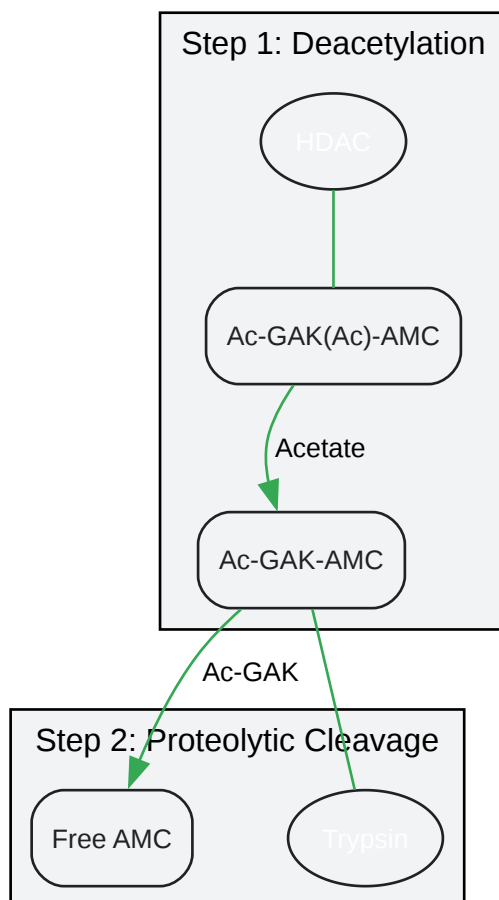 Step 1: Deacetylation
HDAC
Ac-GAK(Ac)-AMC
Acetate
Ac-GAK-AMC
Ac-GAK
Step 2: Proteolytic Cleavage
Free AMC
Trypsin